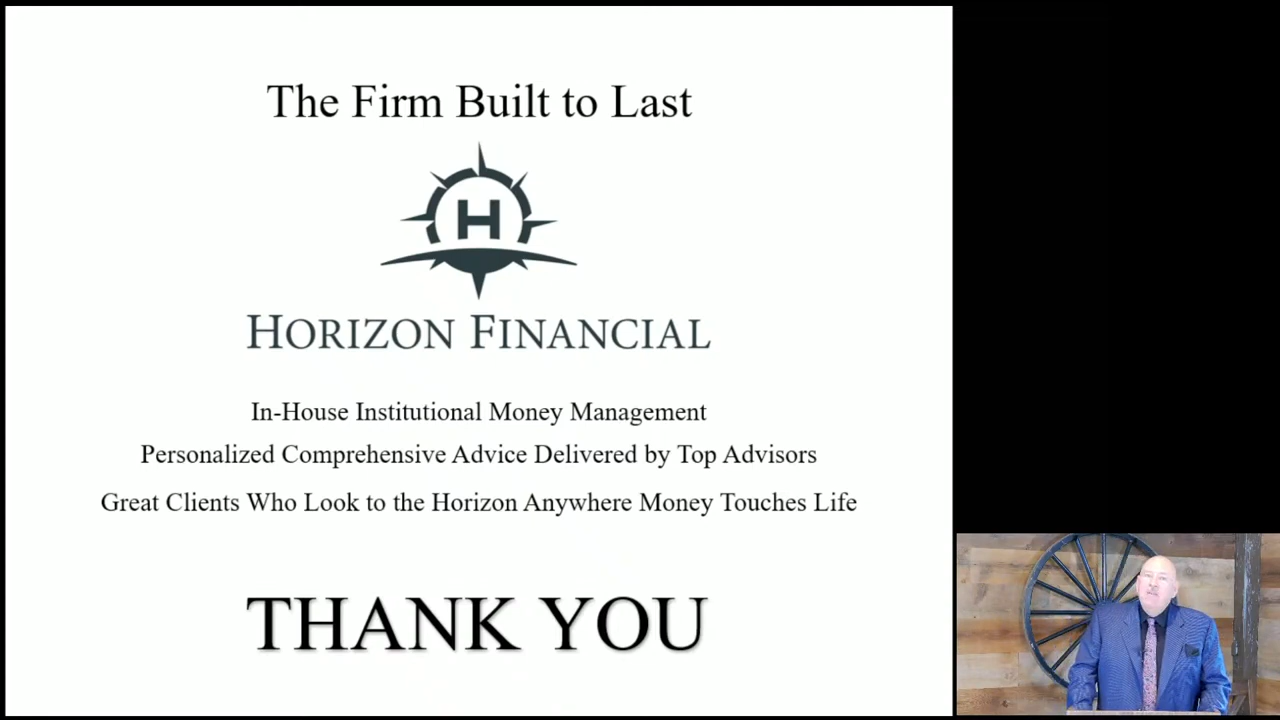 The Firm Built to Last
H
HORIZON FINANCIAL
In-House Institutional Money Management
Personalized Comprehensive Advice Delivered by Top Advisors
Great Clients Who Look to the Horizon Anywhere Money Touches Life
THANK YOU